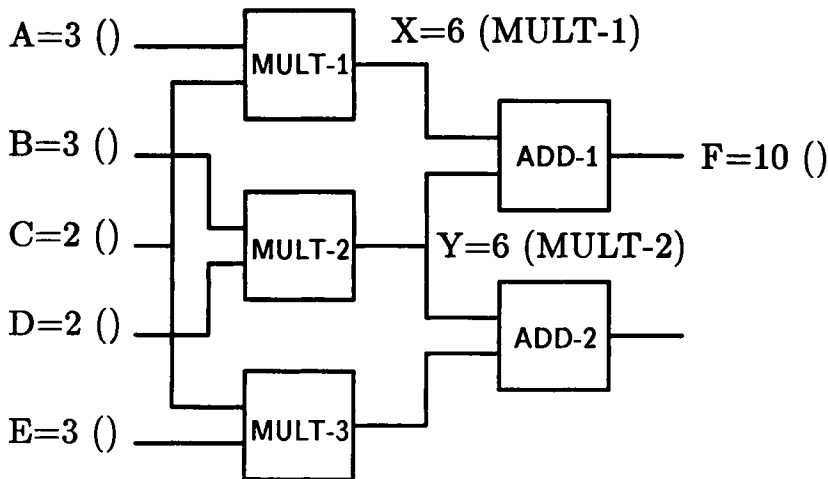 A=3 ()
MULT-1
X=6 (MULT-1)
B=3 ()
ADD-1
F=10 ()
C=2 ()
MULT-2
Y=6 (MULT-2)
D=2 ()
ADD-2
E=3 ()
MULT-3